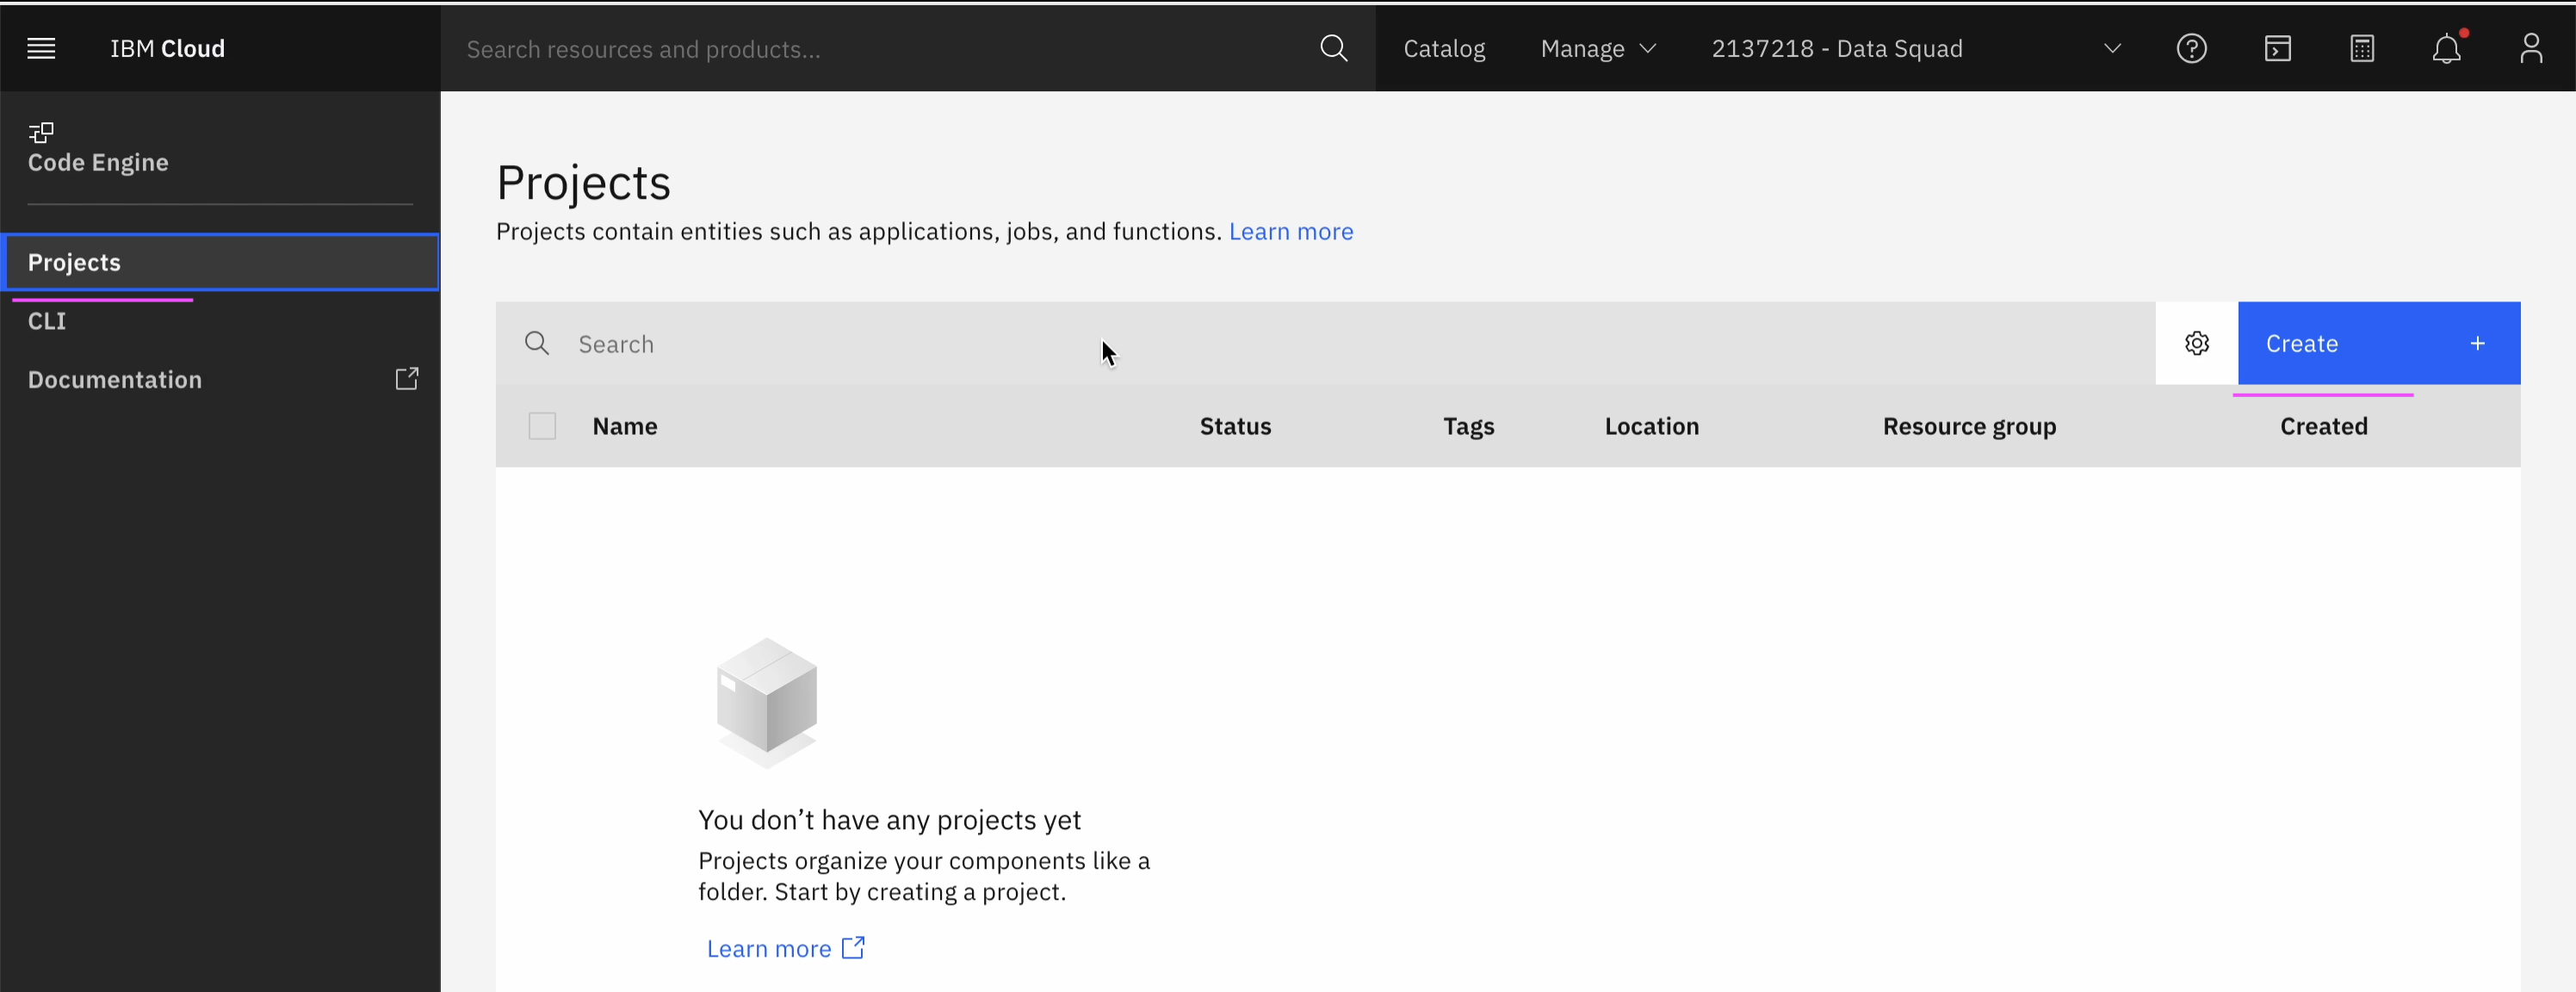 IBM Cloud
Search resources and products...
Catalog
Manage
2137218 - Data Squad
Code Engine
Projects
CLI
Documentation
Projects
Projects contain entities such as applications, jobs, and functions. Learn more
Search
Create +
Name Status Tags Location Resource group Created
You don’t have any projects yet
Projects organize your components like a
folder. Start by creating a project.
Learn more